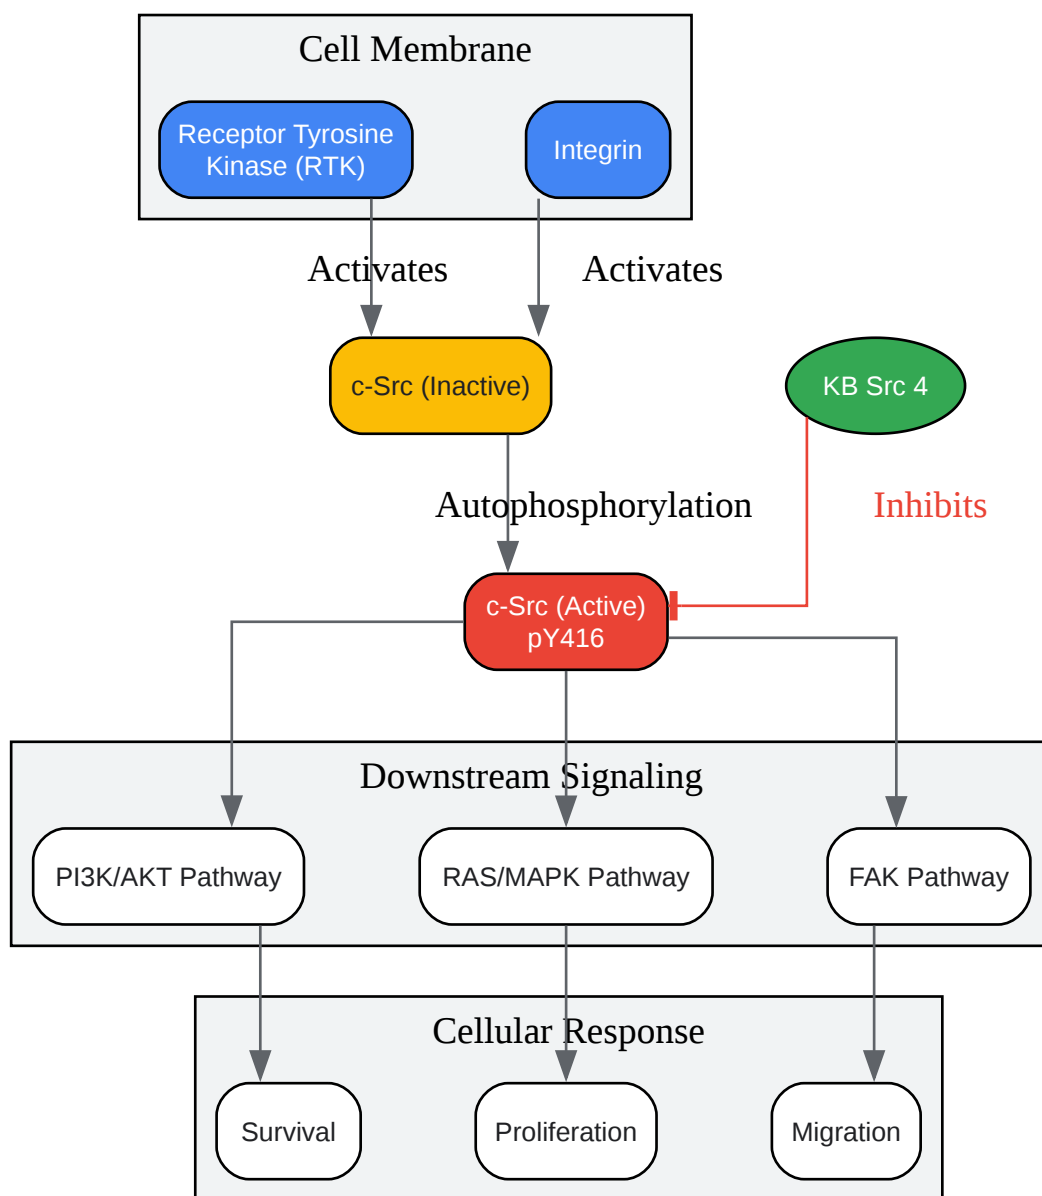 Cell Membrane
Receptor Tyrosine
Kinase (RTK)
Integrin
Activates
Activates
c-Src (Inactive)
KB Src 4
Autophosphorylation
Inhibits
c-Src (Active)
pY416
Downstream Signaling
PI3K/AKT Pathway
RAS/MAPK Pathway
FAK Pathway
Cellular Response
Survival
Proliferation
Migration